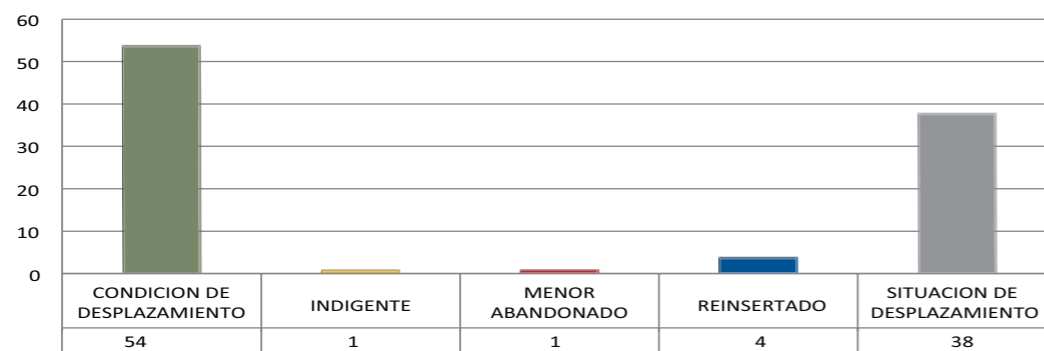 60
50
40
30
20
10
0
CONDICION DE
DESPLAZAMIENTO
INDIGENTE
MENOR
ABANDONADO
REINSERTADO
SITUACION DE
DESPLAZAMIENTO
54 1 1 4 38